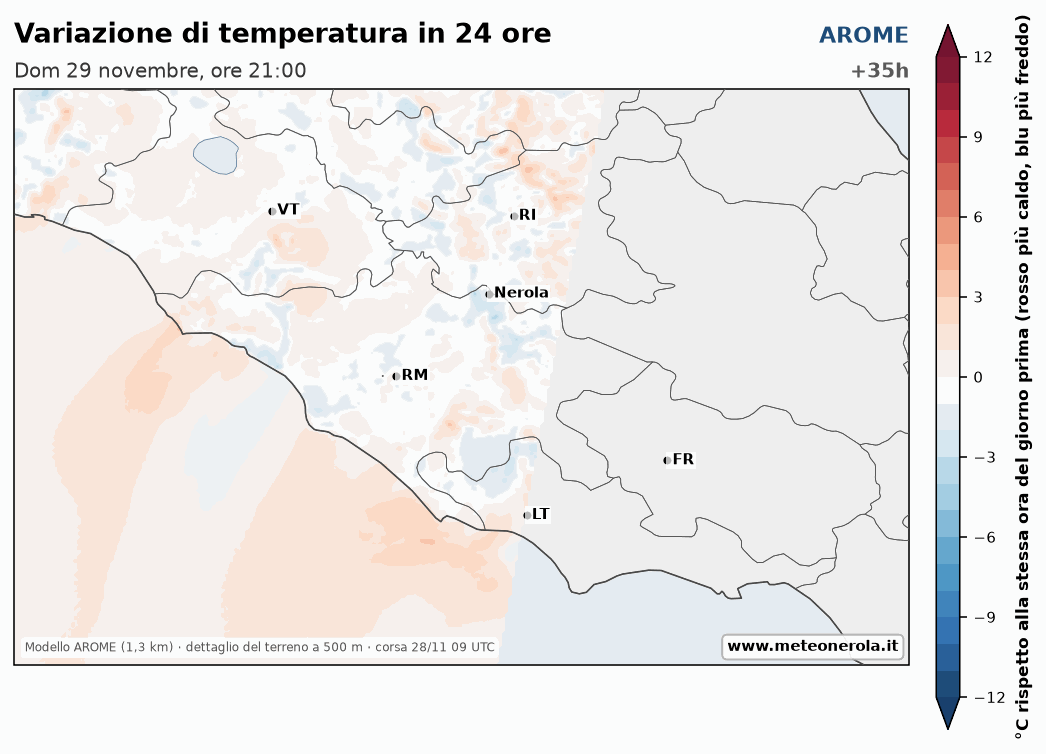 Variazione di temperatura in 24 ore
AROME
Dom 29 novembre, ore 21:00
+35h
VT
RI
Nerola
RM
FR
LT
Modello AROME (1,3 km) · dettaglio del terreno a 500 m · corsa 28/11 09 UTC
www.meteonerola.it
12
9
6
3
0
−3
−6
−9
−12
°C rispetto alla stessa ora del giorno prima (rosso più caldo, blu più freddo)